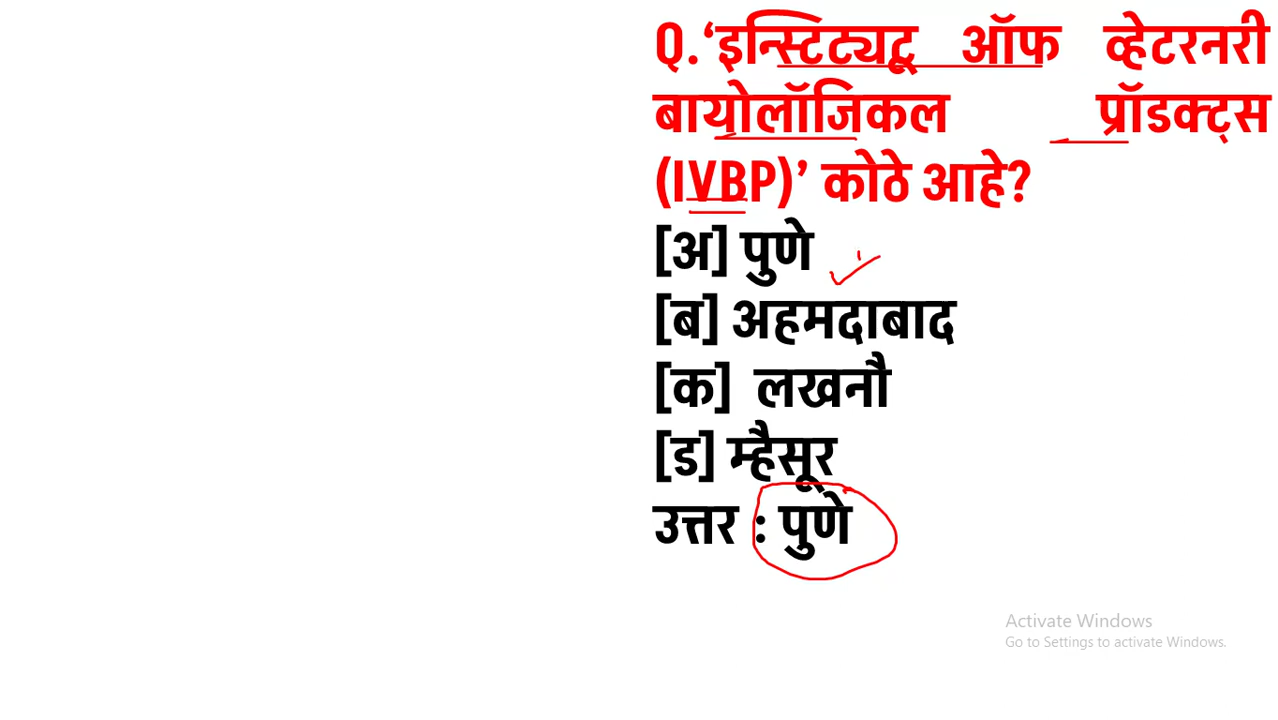 Q.‘इन्स्टिट्यटू ऑफ व्हेटरनरी
बायोलॉजिकल प्रॉडक्ट्स
(IVBP)’ कोठे आहे?
[अ] पुणे
[ब] अहमदाबाद
[क] लखनौ
[ड] म्हैसूर
उत्तर : पुणे
Activate Windows
Go to Settings to activate Windows.